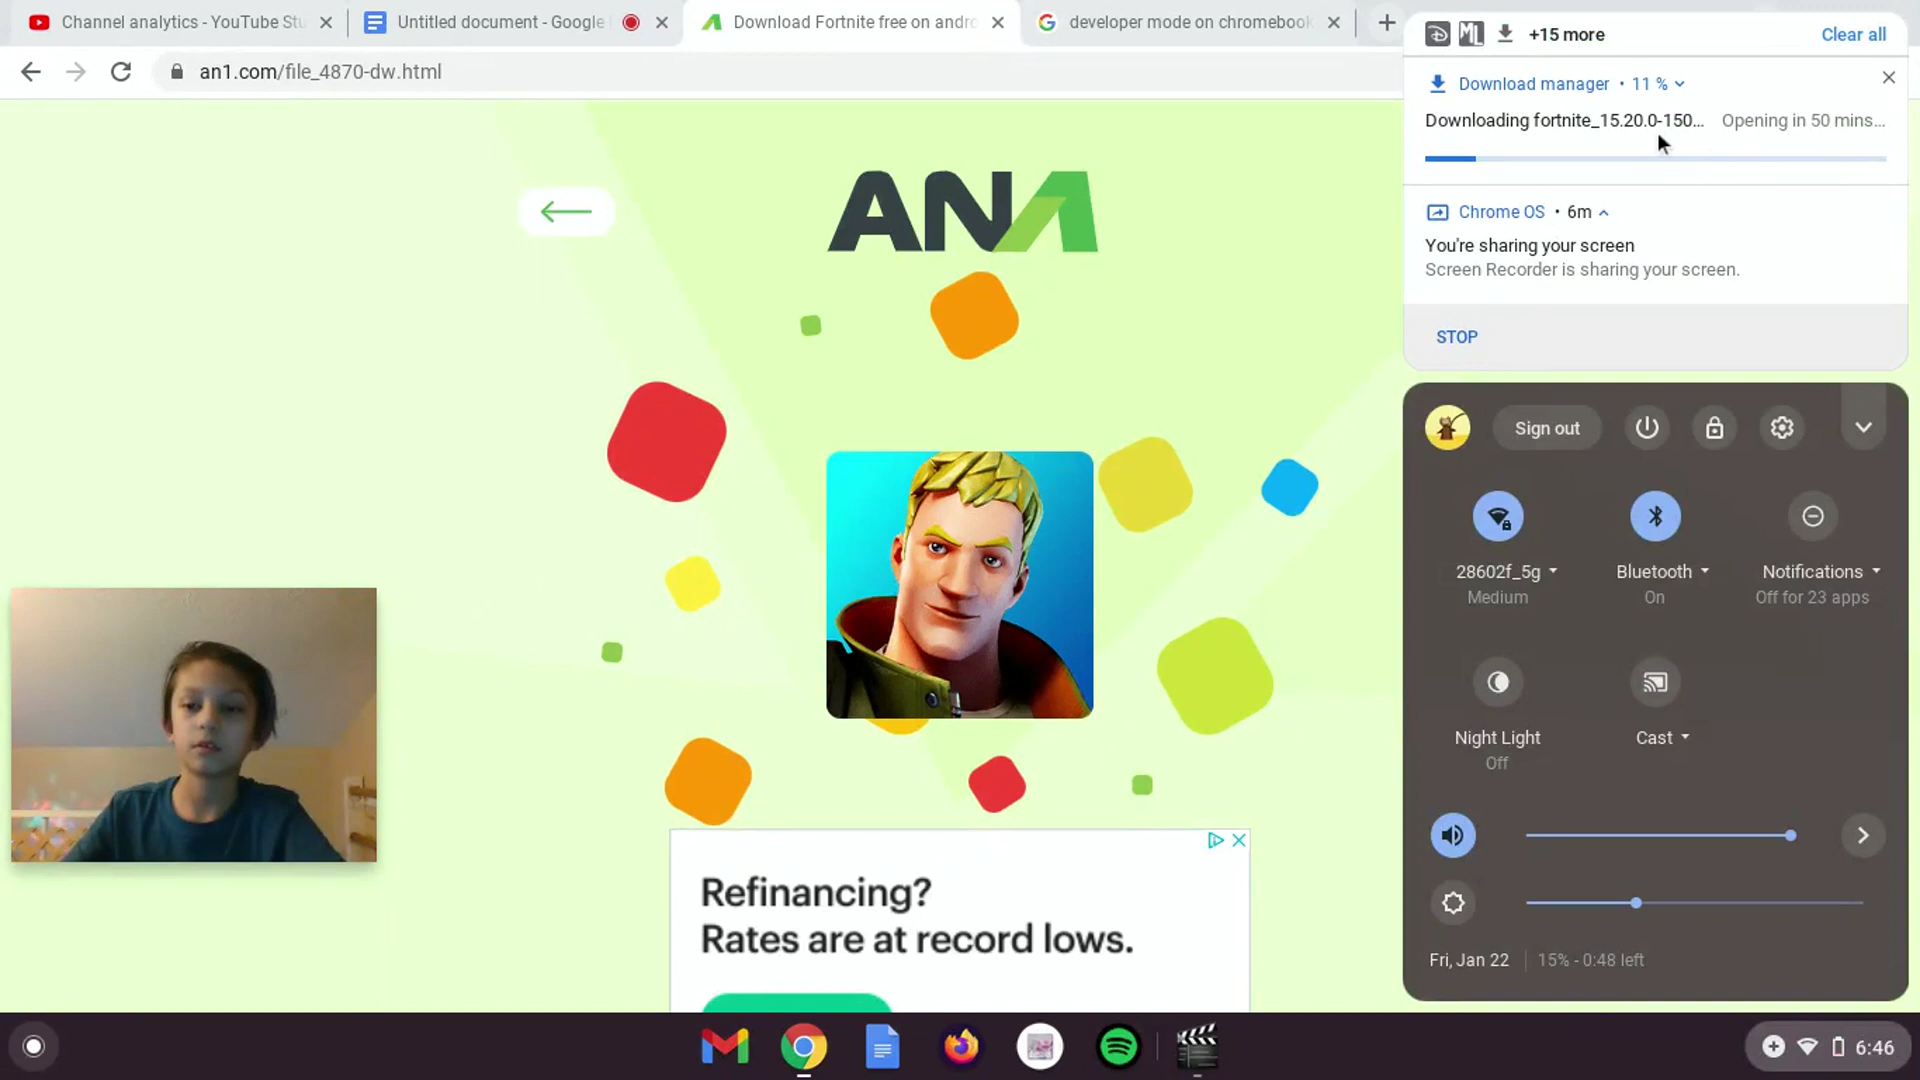 Channel analytics - YouTube Stu
Untitled document - Google
Download Fortnite free on andro
developer mode on chromebook
an1.com/file_4870-dw.html
+15 more
Clear all
Download manager • 11 %
Downloading fortnite_15.20.0-150... Opening in 50 mins...
Chrome OS • 6m
You're sharing your screen
Screen Recorder is sharing your screen.
STOP
AN1
Sign out
28602f_5g
Medium
Bluetooth
On
Notifications
Off for 23 apps
Night Light
Off
Cast
Refinancing?
Rates are at record lows.
Fri, Jan 22
15% - 0:48 left
6:46